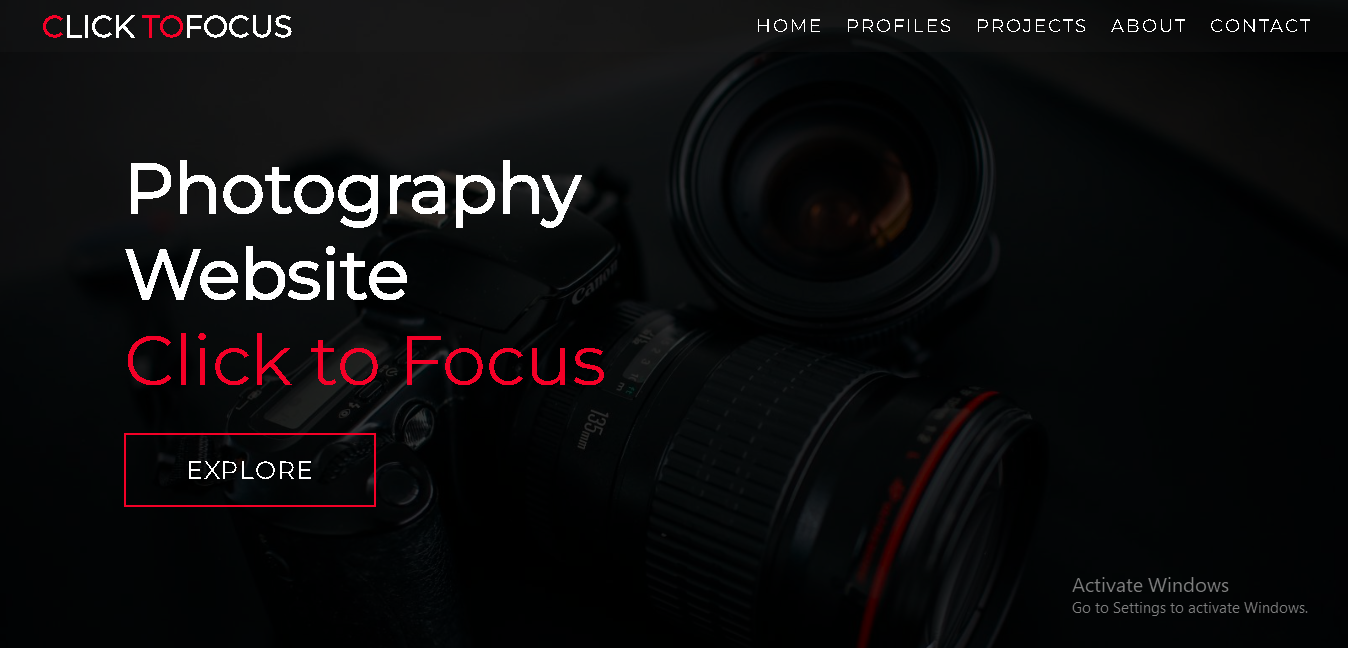 CLICK TOFOCUS
HOME PROFILES PROJECTS ABOUT CONTACT
Photography
Website
Click to Focus
EXPLORE
Canon
135mm
Activate Windows
Go to Settings to activate Windows.